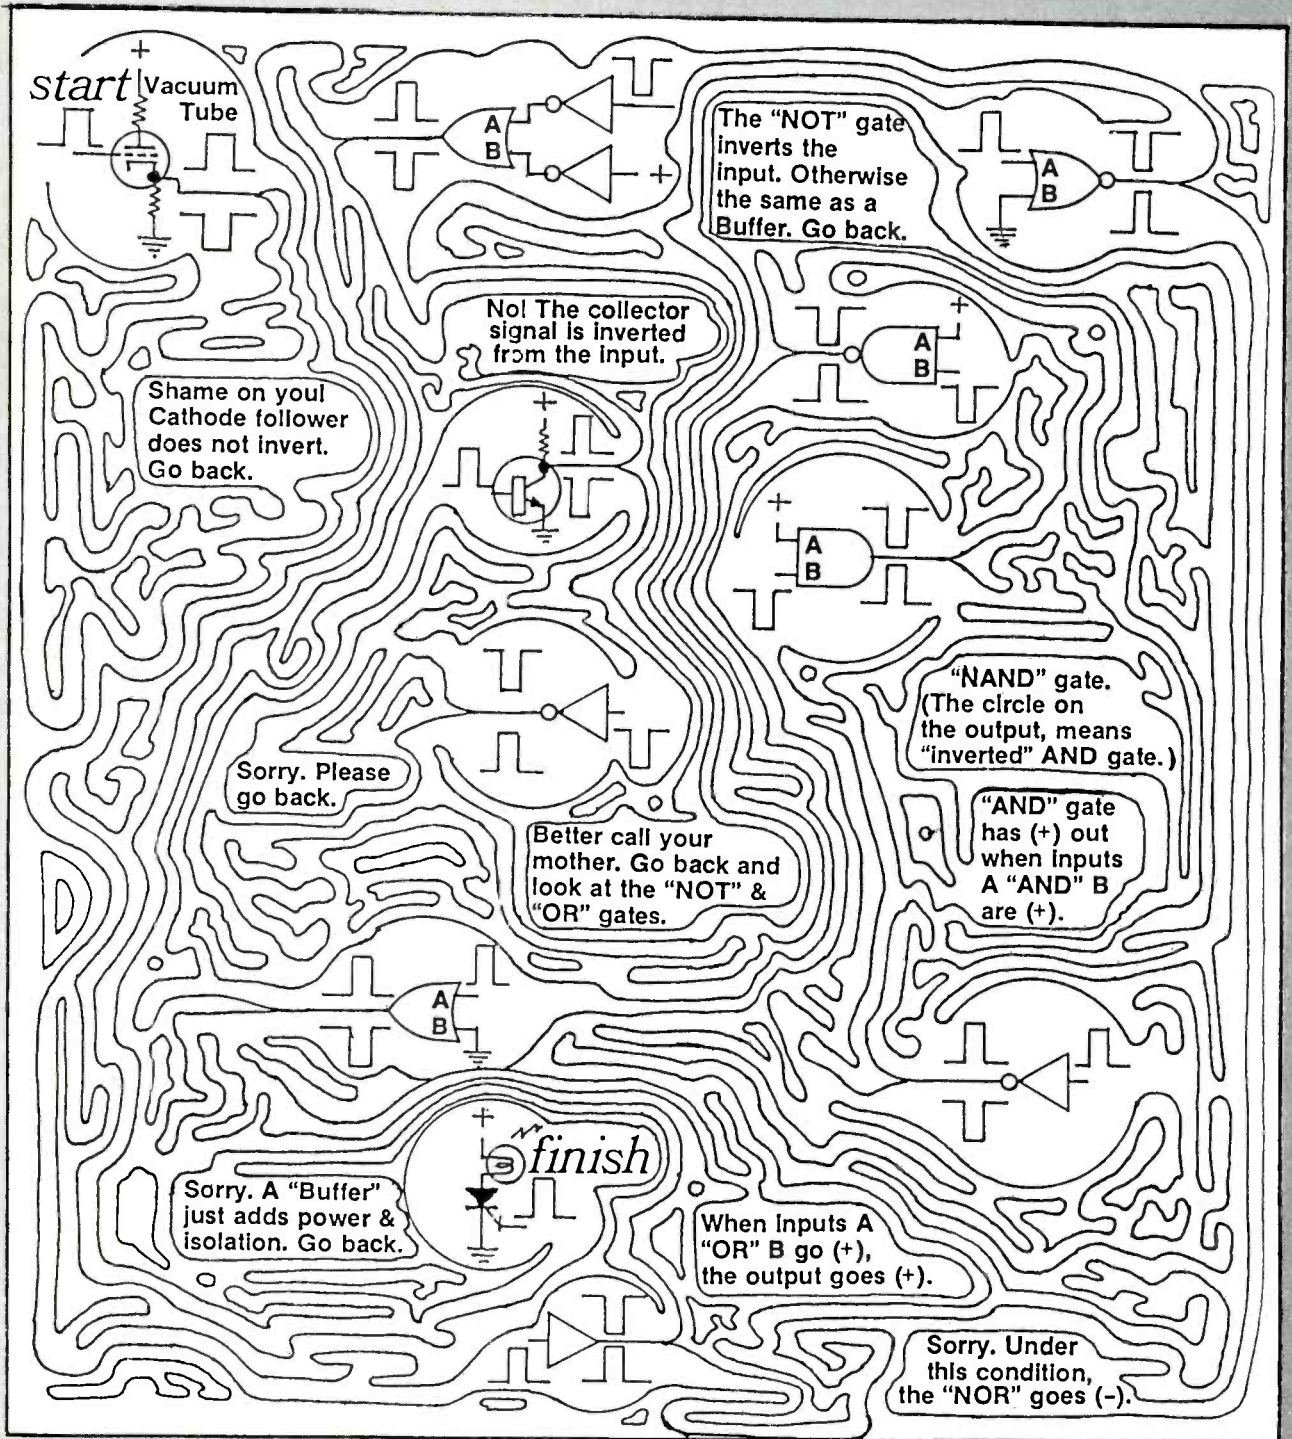 start
Vacuum
Tube
+
A
B
+
The “NOT” gate
inverts the
input. Otherwise
the same as a
Buffer. Go back.
A
B
No! The collector
signal is inverted
from the input.
+
A
B
Shame on you!
Cathode follower
does not invert.
Go back.
+
+
A
B
“NAND” gate.
(The circle on
the output, means
“inverted” AND gate.)
Sorry. Please
go back.
“AND” gate
has (+) out
when inputs
A “AND” B
are (+).
Better call your
mother. Go back and
look at the “NOT” &
“OR” gates.
A
B
+
finish
Sorry. A “Buffer”
just adds power &
isolation. Go back.
When inputs A
“OR” B go (+),
the output goes (+).
Sorry. Under
this condition,
the “NOR” goes (-).